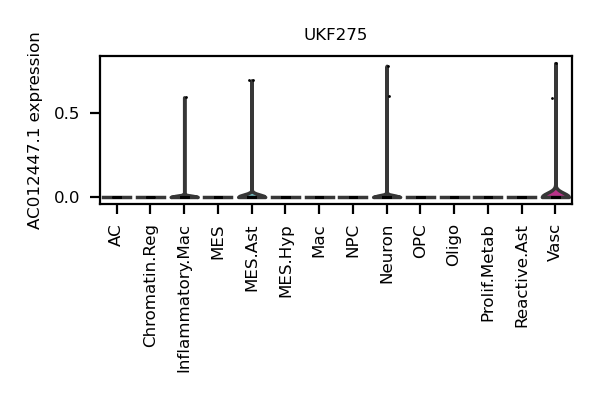 UKF275
AC012447.1 expression
0.5
0.0
AC
Chromatin.Reg
Inflammatory.Mac
MES
MES.Ast
MES.Hyp
Mac
NPC
Neuron
OPC
Oligo
Prolif.Metab
Reactive.Ast
Vasc